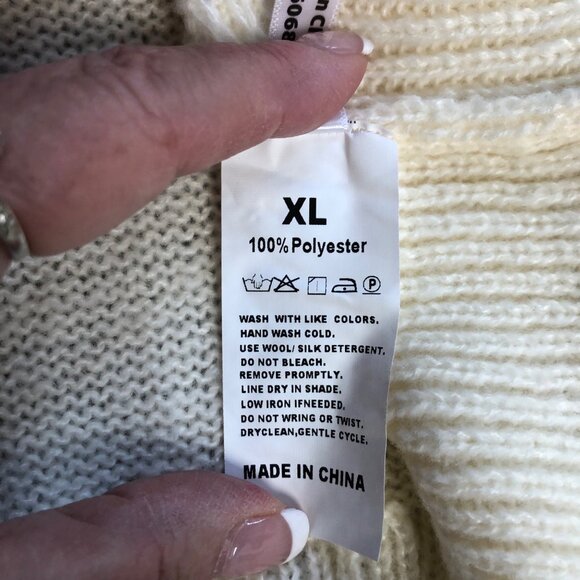 6068
XL
100%Polyester
P
WASH WITH LIKE COLORS.
HAND WASH COLD.
USE WOOL/ SILK DETERGENT.
DO NOT BLEACH.
REMOVE PROMPTLY.
LINE DRY IN SHADE.
LOW IRON IFNEEDED.
DO NOT WRING OR TWIST.
DRYCLEAN,GENTLE CYCLE.
MADE IN CHINA